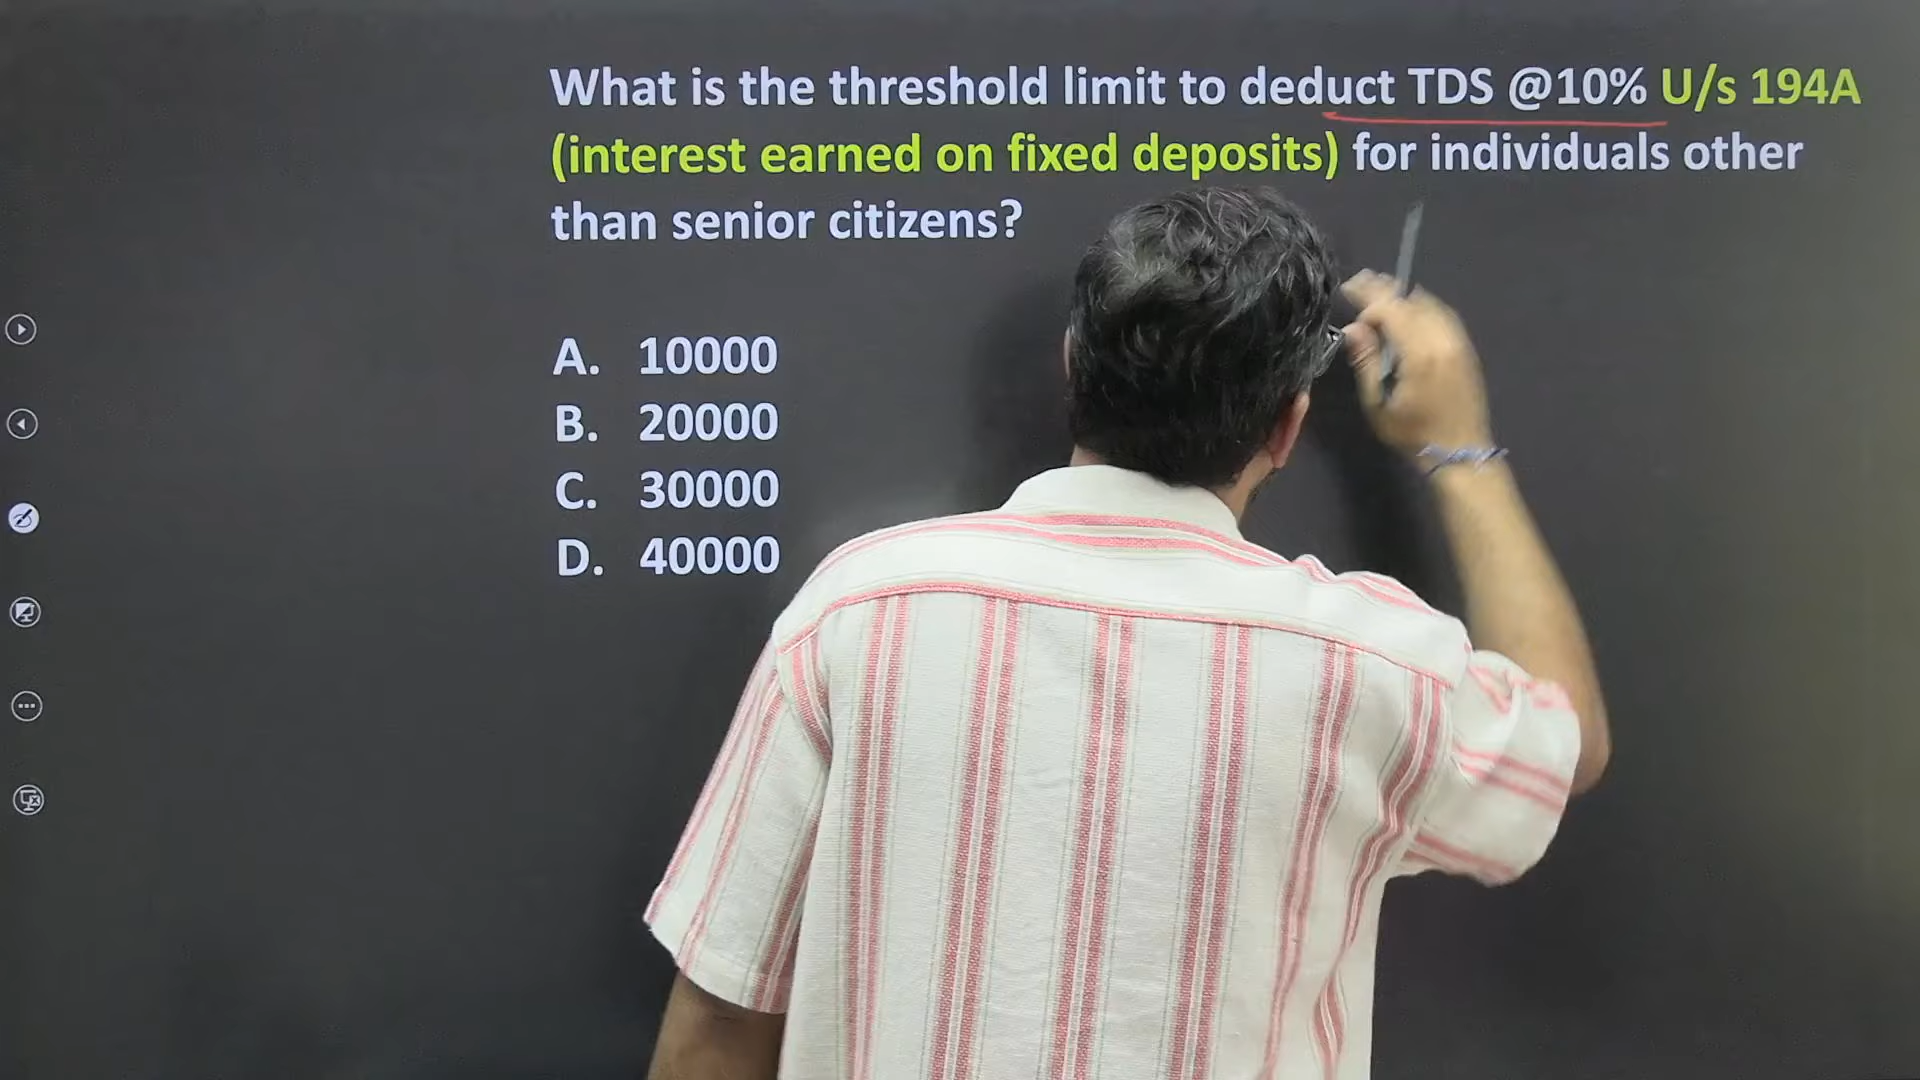 What is the threshold limit to deduct TDS @10% U/s 194A
(interest earned on fixed deposits) for individuals other
than senior citizens?
A. 10000
B. 20000
C. 30000
D. 40000